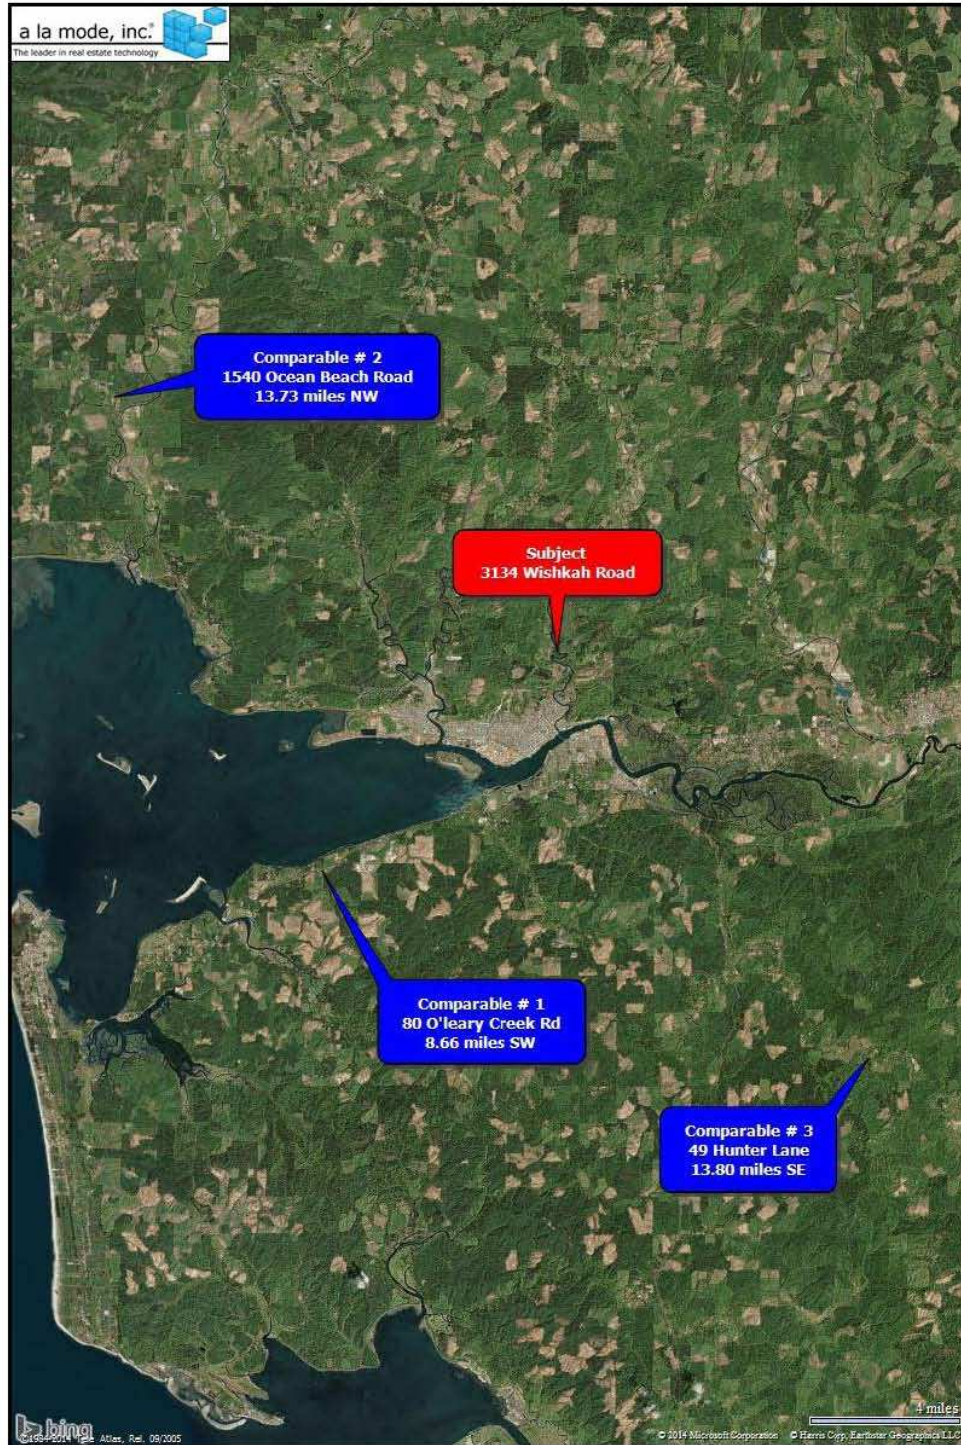 a la mode, inc.®
The leader in real estate technology
Comparable # 2
1540 Ocean Beach Road
13.73 miles NW
Subject
3134 Wishkah Road
Comparable # 1
80 O'leary Creek Rd
8.66 miles SW
Comparable # 3
49 Hunter Lane
13.80 miles SE
4 miles
bing
©1984-2014 Tele Atlas, Rel. 09/2005
© 2014 Microsoft Corporation © Harris Corp, Earthstar Geographics LLC